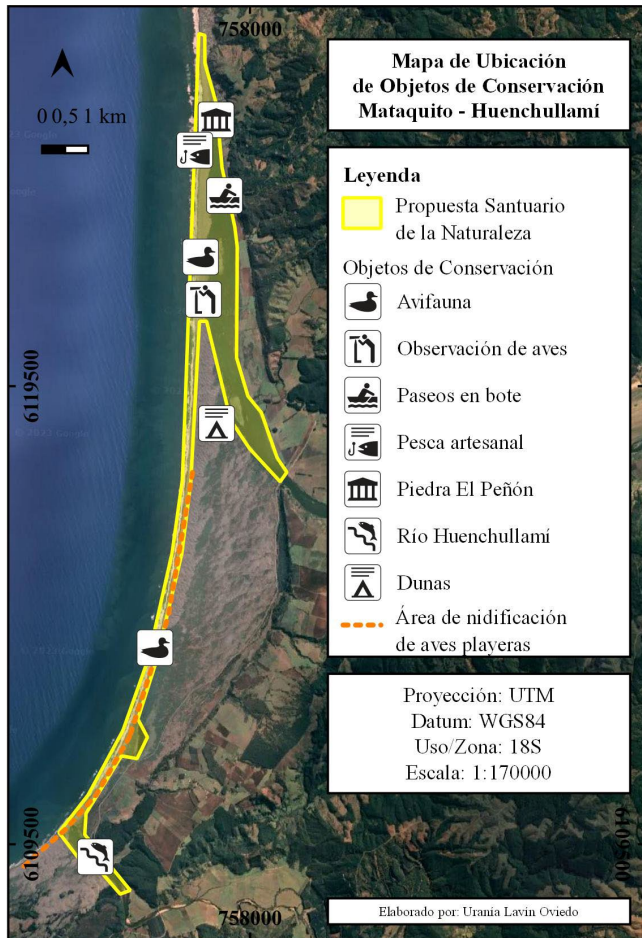 758000
Mapa de Ubicación
de Objetos de Conservación
Mataquito - Huenchullamí
0 0,5 1 km
Leyenda
Propuesta Santuario
de la Naturaleza
Objetos de Conservación
Avifauna
Observación de aves
Paseos en bote
Pesca artesanal
Piedra El Peñón
Río Huenchullamí
Dunas
Área de nidificación
de aves playeras
6119500
Proyección: UTM
Datum: WGS84
Uso/Zona: 18S
Escala: 1:170000
6109500
6109500
758000
Elaborado por: Urania Lavin Oviedo